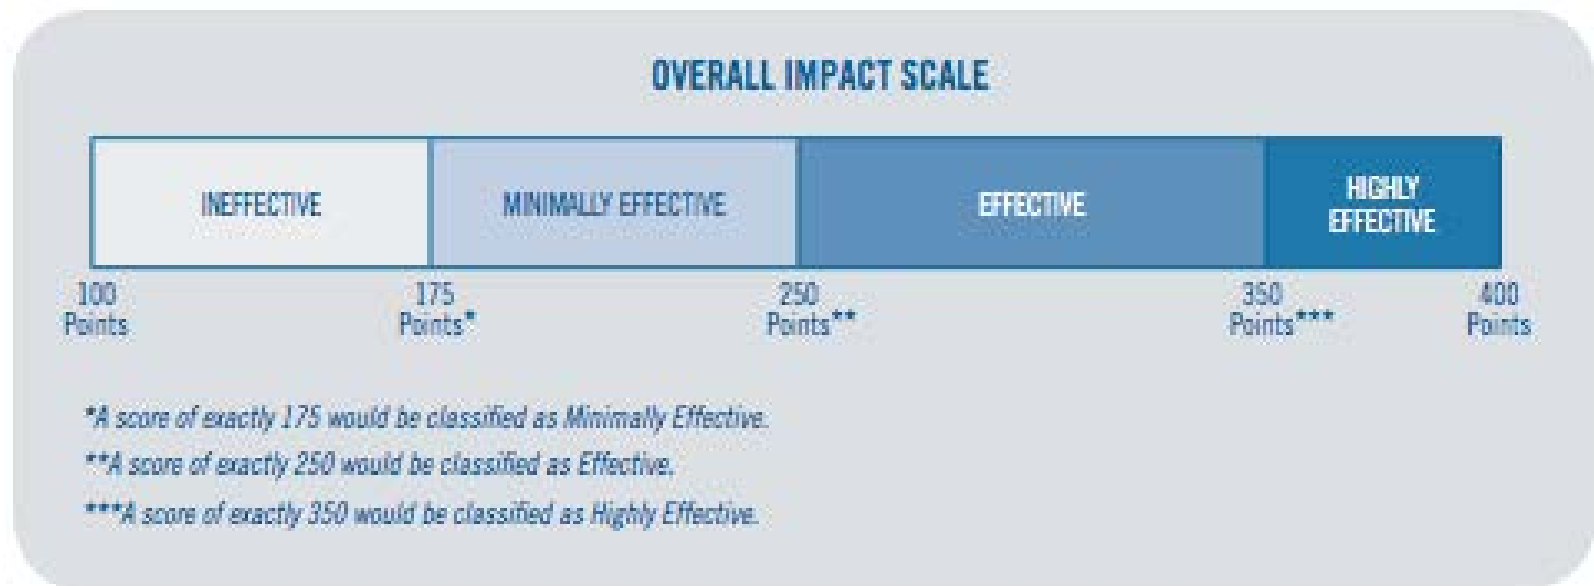 OVERALL IMPACT SCALE
INEFFECTIVE
MINIMALLY EFFECTIVE
EFFECTIVE
HIGHLY
EFFECTIVE
100
Points
175
Points*
250
Points**
350
Points***
400
Points
*A score of exactly 175 would be classified as Minimally Effective.
**A score of exactly 250 would be classified as Effective.
***A score of exactly 350 would be classified as Highly Effective.